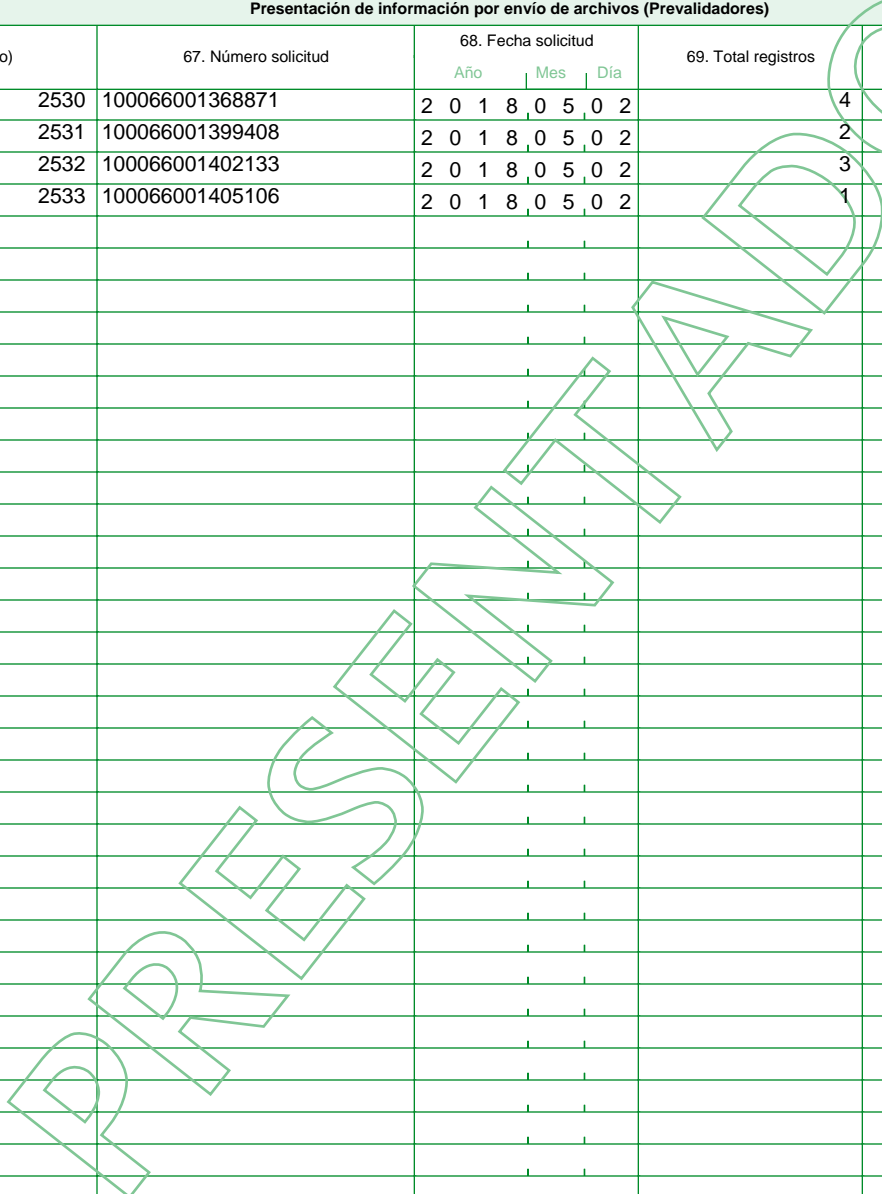 Presentación de información por envío de archivos (Prevalidadores)
o) 67. Número solicitud 68. Fecha solicitud 69. Total registros
Año Mes Día
2530 100066001368871 2 0 1 8 0 5 0 2 4
2531 100066001399408 2 0 1 8 0 5 0 2 2
2532 100066001402133 2 0 1 8 0 5 0 2 3
2533 100066001405106 2 0 1 8 0 5 0 2 1
PRESENTADO